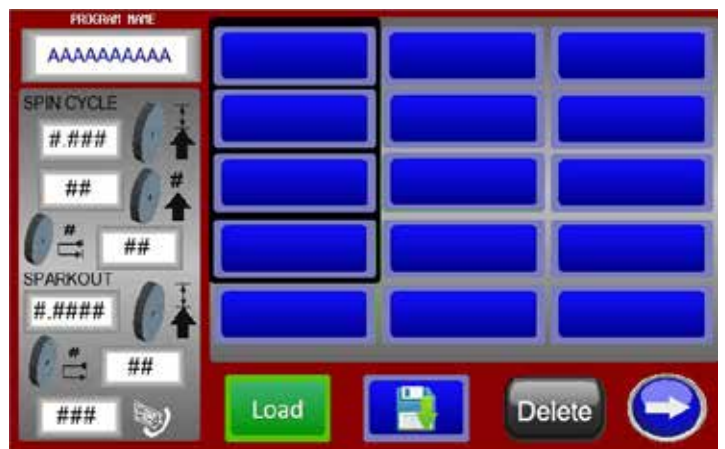 PROGRAM NAME
AAAAAAAAAA
SPIN CYCLE
#.###
##
#
#
##
SPARKOUT
#.####
#
##
###
Load
Delete